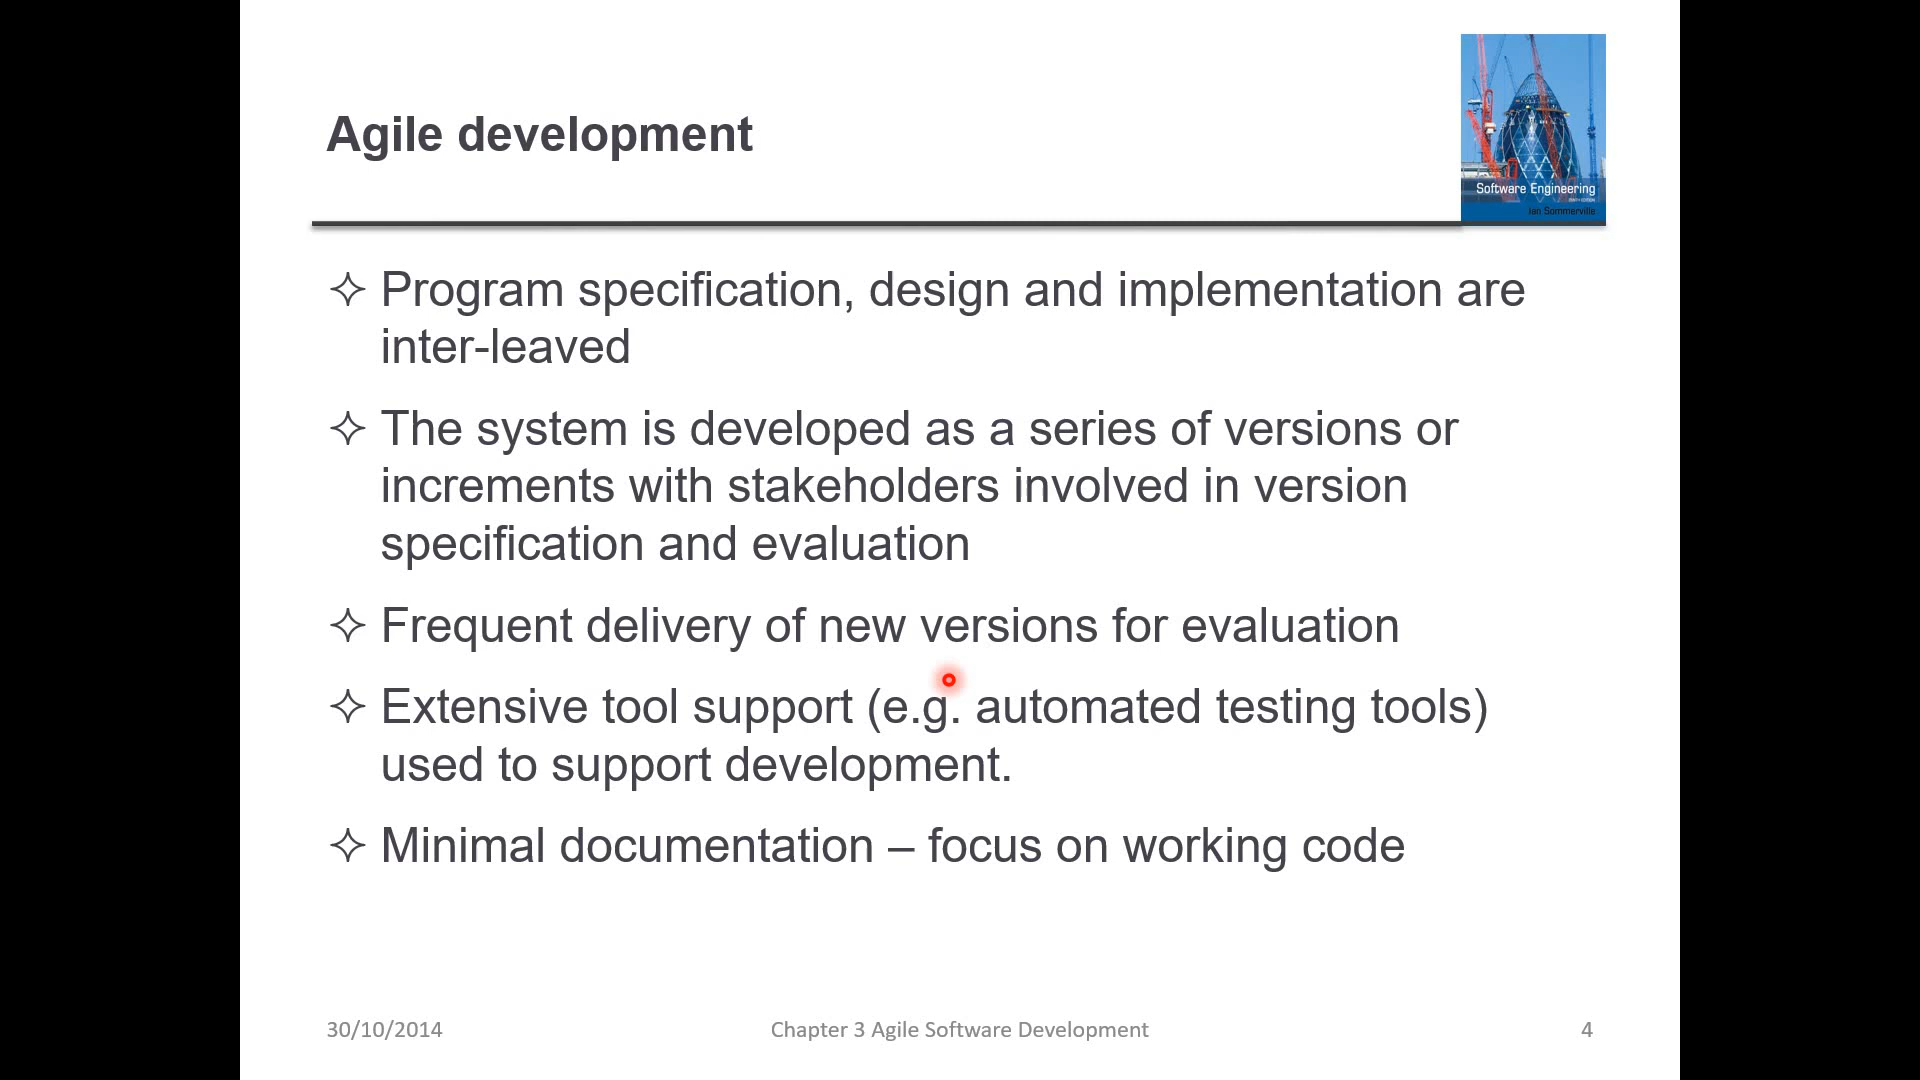 Agile development
Software Engineering
Ian Sommerville
✧ Program specification, design and implementation are
inter-leaved
✧ The system is developed as a series of versions or
increments with stakeholders involved in version
specification and evaluation
✧ Frequent delivery of new versions for evaluation
✧ Extensive tool support (e.g. automated testing tools)
used to support development.
✧ Minimal documentation – focus on working code
30/10/2014
Chapter 3 Agile Software Development
4